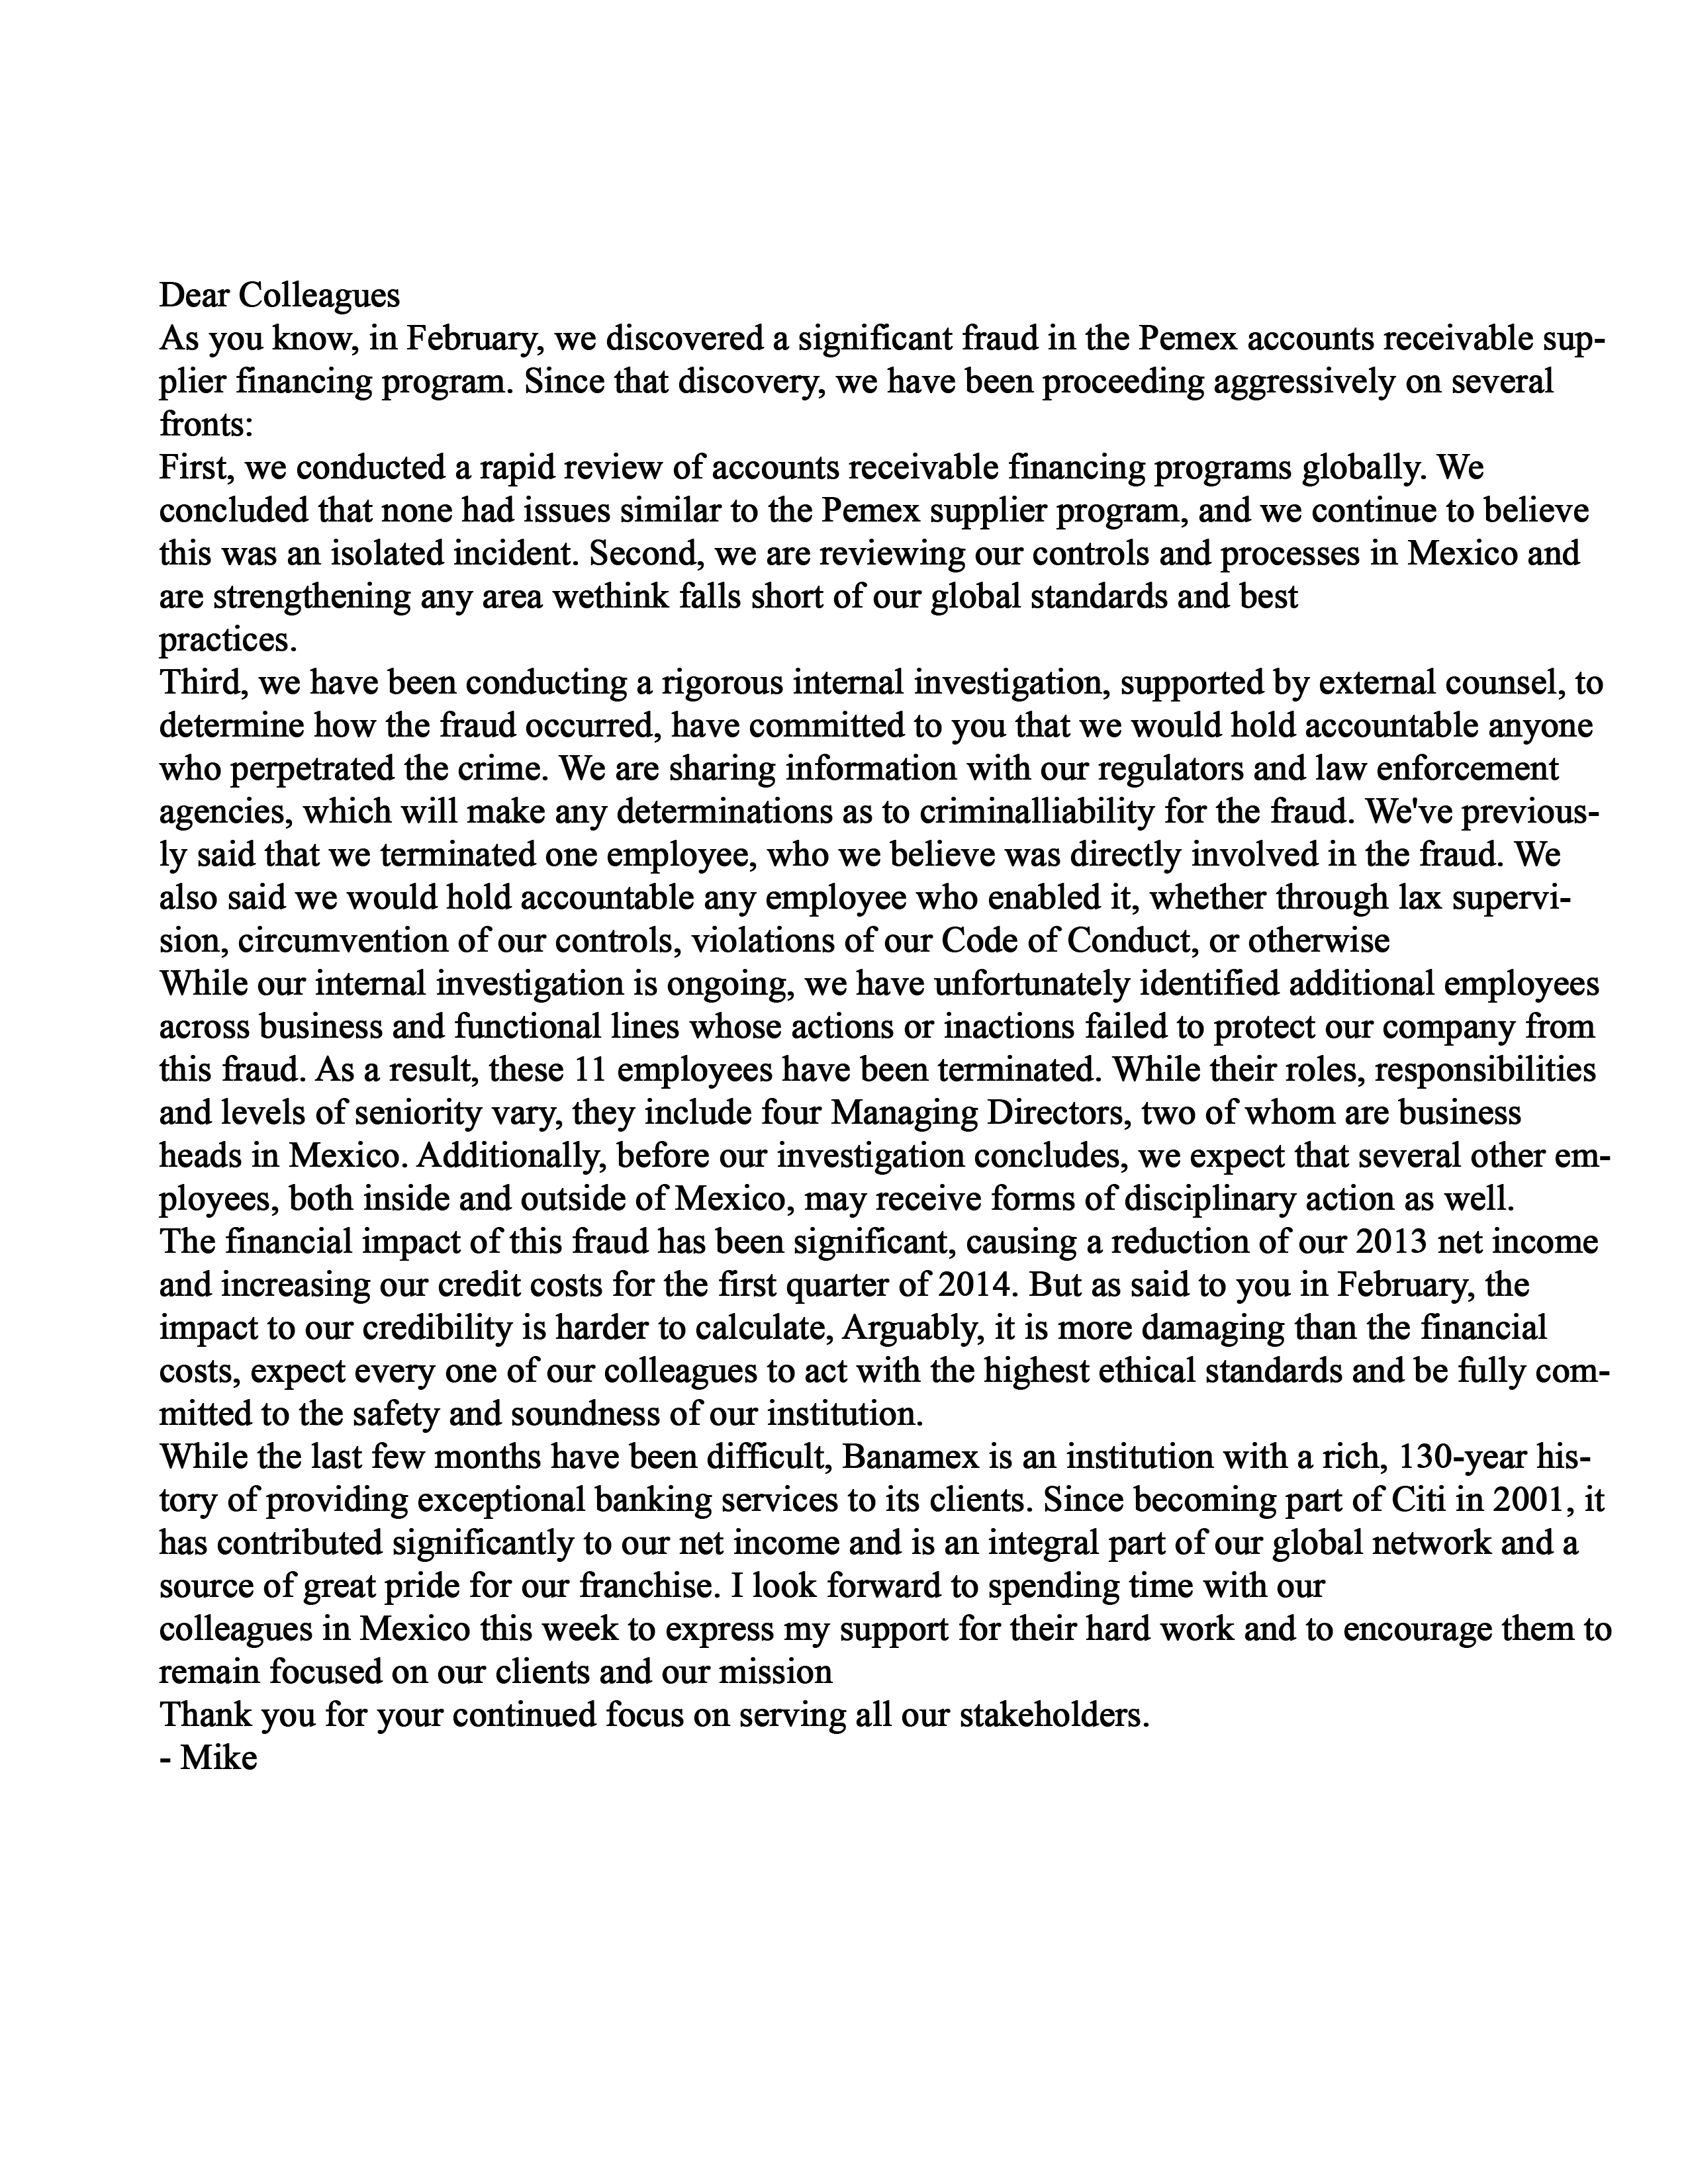 Dear Colleagues
As you know, in February, we discovered a significant fraud in the Pemex accounts receivable sup-
plier financing program. Since that discovery, we have been proceeding aggressively on several
fronts:
First, we conducted a rapid review of accounts receivable financing programs globally. We
concluded that none had issues similar to the Pemex supplier program, and we continue to believe
this was an isolated incident. Second, we are reviewing our controls and processes in Mexico and
are strengthening any area wethink falls short of our global standards and best
practices.
Third, we have been conducting a rigorous internal investigation, supported by external counsel, to
determine how the fraud occurred, have committed to you that we would hold accountable anyone
who perpetrated the crime. We are sharing information with our regulators and law enforcement
agencies, which will make any determinations as to criminalliability for the fraud. We've previous-
ly said that we terminated one employee, who we believe was directly involved in the fraud. We
also said we would hold accountable any employee who enabled it, whether through lax supervi-
sion, circumvention of our controls, violations of our Code of Conduct, or otherwise
While our internal investigation is ongoing, we have unfortunately identified additional employees
across business and functional lines whose actions or inactions failed to protect our company from
this fraud. As a result, these 11 employees have been terminated. While their roles, responsibilities
and levels of seniority vary, they include four Managing Directors, two of whom are business
heads in Mexico. Additionally, before our investigation concludes, we expect that several other em-
ployees, both inside and outside of Mexico, may receive forms of disciplinary action as well.
The financial impact of this fraud has been significant, causing a reduction of our 2013 net income
and increasing our credit costs for the first quarter of 2014. But as said to you in February, the
impact to our credibility is harder to calculate, Arguably, it is more damaging than the financial
costs, expect every one of our colleagues to act with the highest ethical standards and be fully com-
mitted to the safety and soundness of our institution.
While the last few months have been difficult, Banamex is an institution with a rich, 130-year his-
tory of providing exceptional banking services to its clients. Since becoming part of Citi in 2001, it
has contributed significantly to our net income and is an integral part of our global network and a
source of great pride for our franchise. I look forward to spending time with our
colleagues in Mexico this week to express my support for their hard work and to encourage them to
remain focused on our clients and our mission
Thank you for your continued focus on serving all our stakeholders.
- Mike